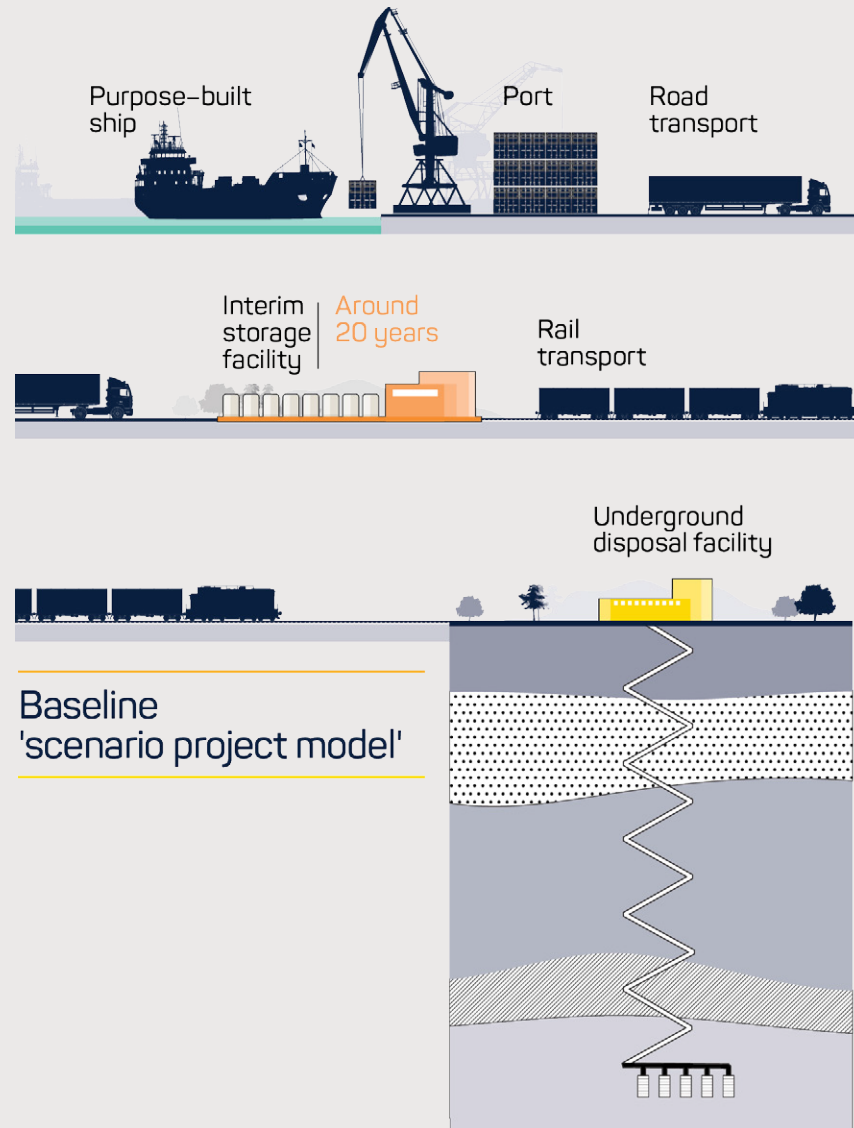 Purpose–built
ship
Port
Road
transport
Interim
storage
facility
Around
20 years
Rail
transport
Underground
disposal facility
Baseline
'scenario project model'